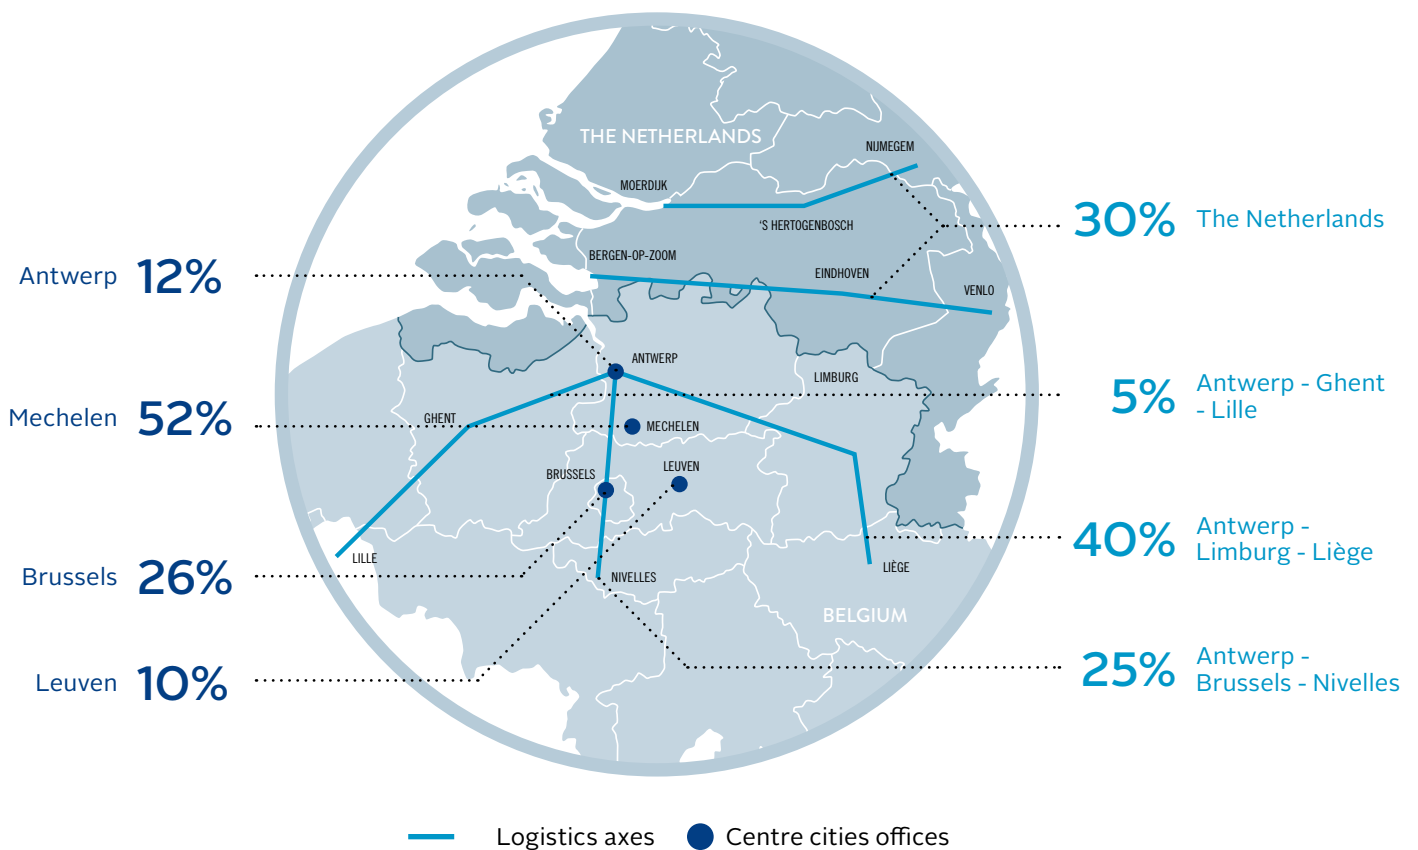 THE NETHERLANDS
NIJMEGEM
MOERDIJK
'S HERTOGENBOSCH
30% The Netherlands
BERGEN-OP-ZOOM
EINDHOVEN
VENLO
Antwerp 12%
ANTWERP
LIMBURG
5% Antwerp - Ghent
- Lille
Mechelen 52%
GHENT
MECHELEN
BRUSSELS
LEUVEN
40% Antwerp -
Limburg - Liège
LILLE
LIÈGE
Brussels 26%
NIVELLES
BELGIUM
Leuven 10%
25% Antwerp -
Brussels - Nivelles
Logistics axes
Centre cities offices